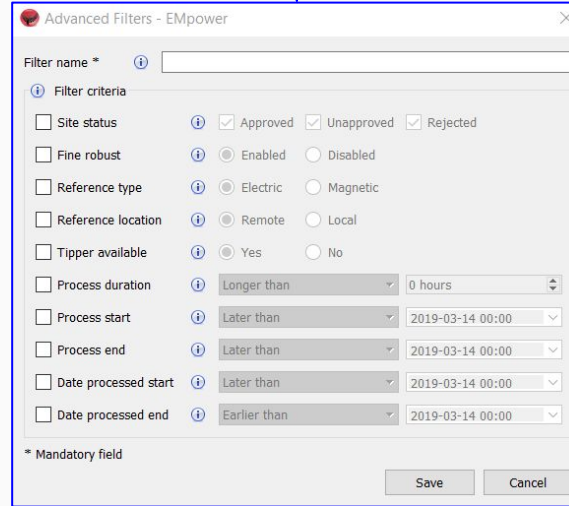 Advanced Filters - EMpower
Filter name *
Filter criteria
Site status Approved Unapproved Rejected
Fine robust Enabled Disabled
Reference type Electric Magnetic
Reference location Remote Local
Tipper available Yes No
Process duration Longer than 0 hours
Process start Later than 2019-03-14 00:00
Process end Later than 2019-03-14 00:00
Date processed start Later than 2019-03-14 00:00
Date processed end Earlier than 2019-03-14 00:00
* Mandatory field
Save Cancel